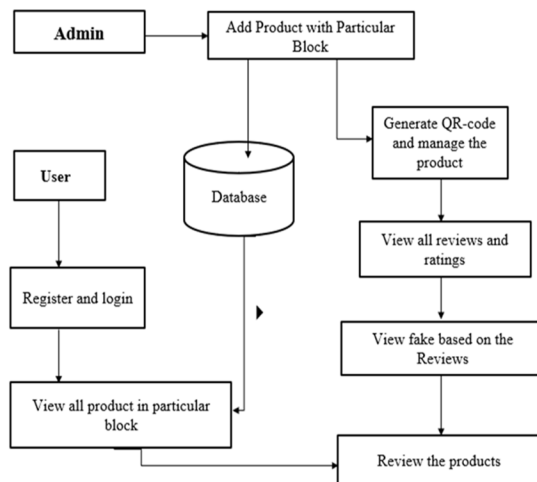 Admin
Add Product with Particular
Block
Generate QR-code
and manage the
product
User
Database
View all reviews and
ratings
Register and login
View fake based on the
Reviews
View all product in particular
block
Review the products